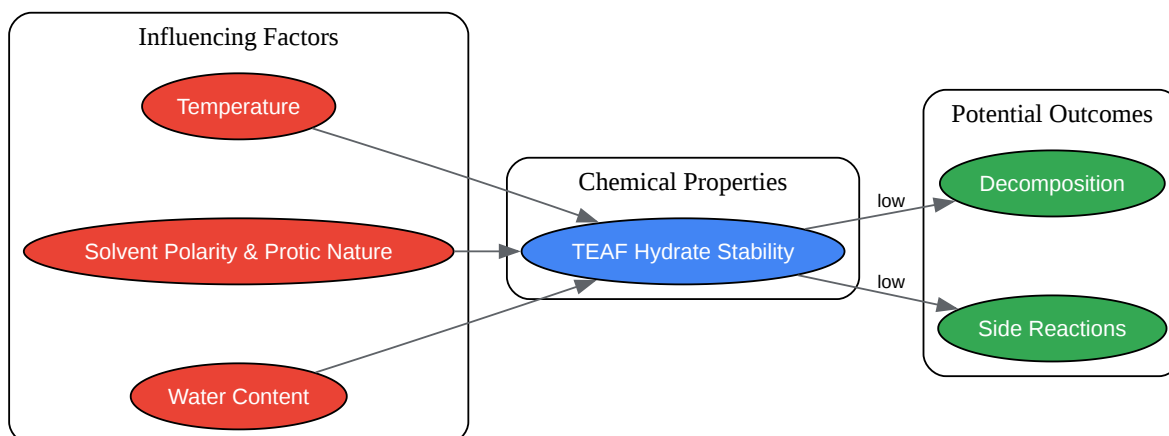 Influencing Factors
Temperature
Solvent Polarity & Protic Nature
Water Content
Chemical Properties
TEAF Hydrate Stability
low
low
Potential Outcomes
Decomposition
Side Reactions